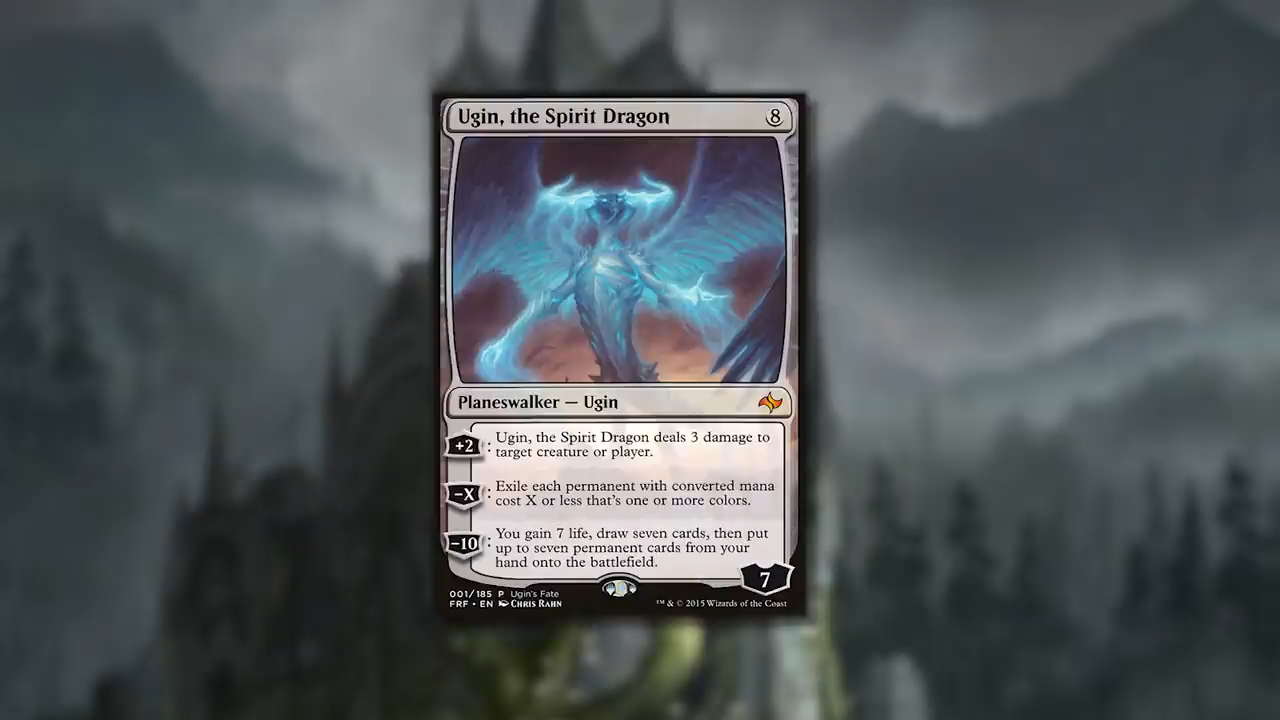 Ugin, the Spirit Dragon 8
Planeswalker — Ugin
+2: Ugin, the Spirit Dragon deals 3 damage to
target creature or player.
−X: Exile each permanent with converted mana
cost X or less that's one or more colors.
−10: You gain 7 life, draw seven cards, then put
up to seven permanent cards from your
hand onto the battlefield.
7
001/185 P Ugin's Fate
FRF • EN Chris Rahn
™ & © 2015 Wizards of the Coast